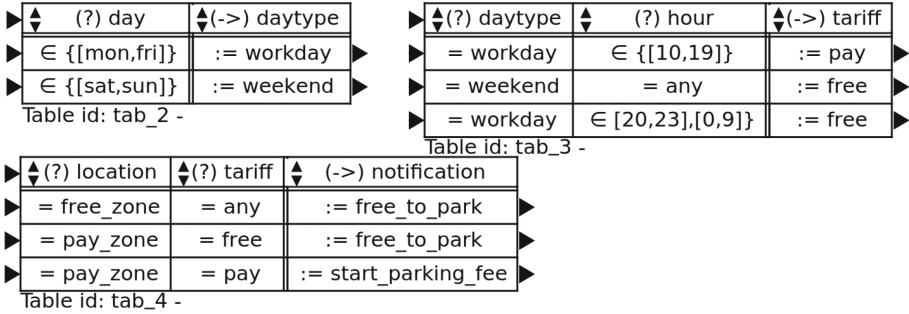 (?) day (->) daytype
∈ {[mon,fri]} := workday
∈ {[sat,sun]} := weekend
Table id: tab_2 -
(?) daytype (?) hour (->) tariff
= workday ∈ {[10,19]} := pay
= weekend = any := free
= workday ∈ [20,23],[0,9]} := free
Table id: tab_3 -
(?) location (?) tariff (->) notification
= free_zone = any := free_to_park
= pay_zone = free := free_to_park
= pay_zone = pay := start_parking_fee
Table id: tab_4 -